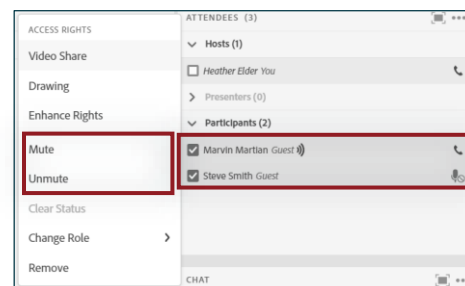 ACCESS RIGHTS
Video Share
Drawing
Enhance Rights
Mute
Unmute
Clear Status
Change Role
Remove
ATTENDEES (3)
Hosts (1)
Heather Elder You
Presenters (0)
Participants (2)
Marvin Martian Guest
Steve Smith Guest
CHAT